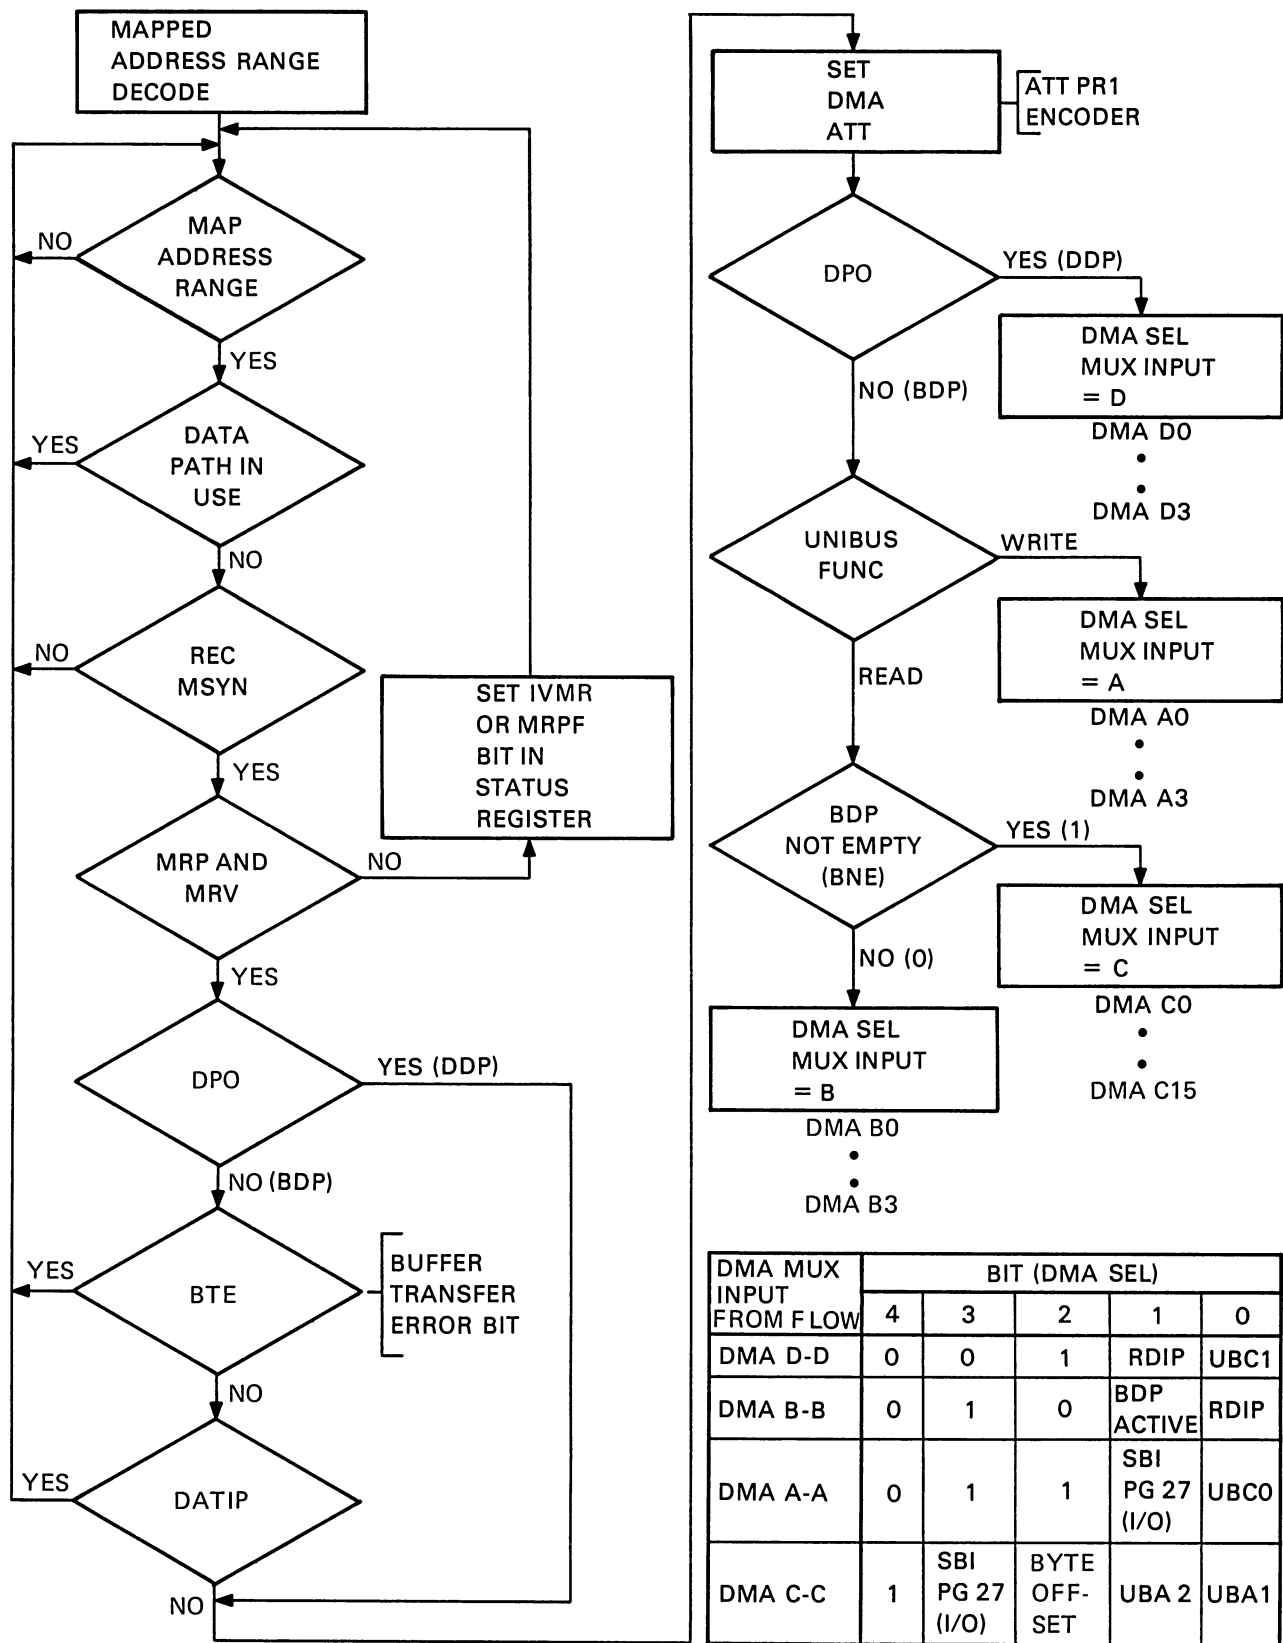 MAPPED
ADDRESS RANGE
DECODE
MAP
ADDRESS
RANGE
NO
YES
DATA
PATH IN
USE
YES
NO
REC
MSYN
NO
YES
SET IVMR
OR MRPF
BIT IN
STATUS
REGISTER
MRP AND
MRV
NO
YES
DPO
YES (DDP)
NO (BDP)
BTE
YES
BUFFER
TRANSFER
ERROR BIT
NO
DATIP
YES
NO
SET
DMA
ATT
ATT PR1
ENCODER
DPO
YES (DDP)
DMA SEL
MUX INPUT
= D
DMA D0
•
•
DMA D3
NO (BDP)
UNIBUS
FUNC
WRITE
DMA SEL
MUX INPUT
= A
DMA A0
•
•
DMA A3
READ
BDP
NOT EMPTY
(BNE)
YES (1)
DMA SEL
MUX INPUT
= C
DMA C0
•
•
DMA C15
NO (0)
DMA SEL
MUX INPUT
= B
DMA B0
•
•
DMA B3
DMA MUX
INPUT
FROM FLOW
BIT (DMA SEL)
4 3 2 1 0
DMA D-D 0 0 1 RDIP UBC1
DMA B-B 0 1 0 BDP ACTIVE RDIP
DMA A-A 0 1 1 SBI PG 27 (I/O) UBC0
DMA C-C 1 SBI PG 27 (I/O) BYTE OFF-SET UBA 2 UBA1